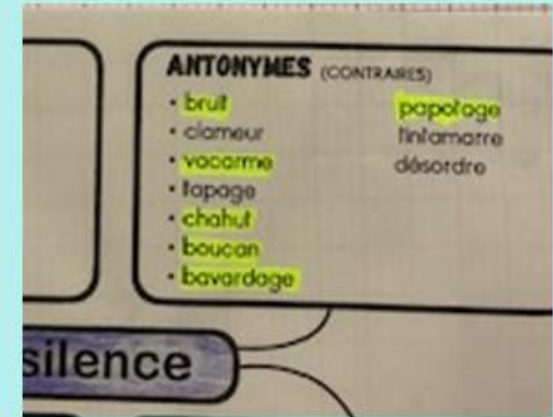 ANTONYMES (CONTRAIRES)
• bruit
• clameur
• vacarme
• tapage
• chahut
• boucan
• bavardage
papotage
tintamarre
désordre
silence